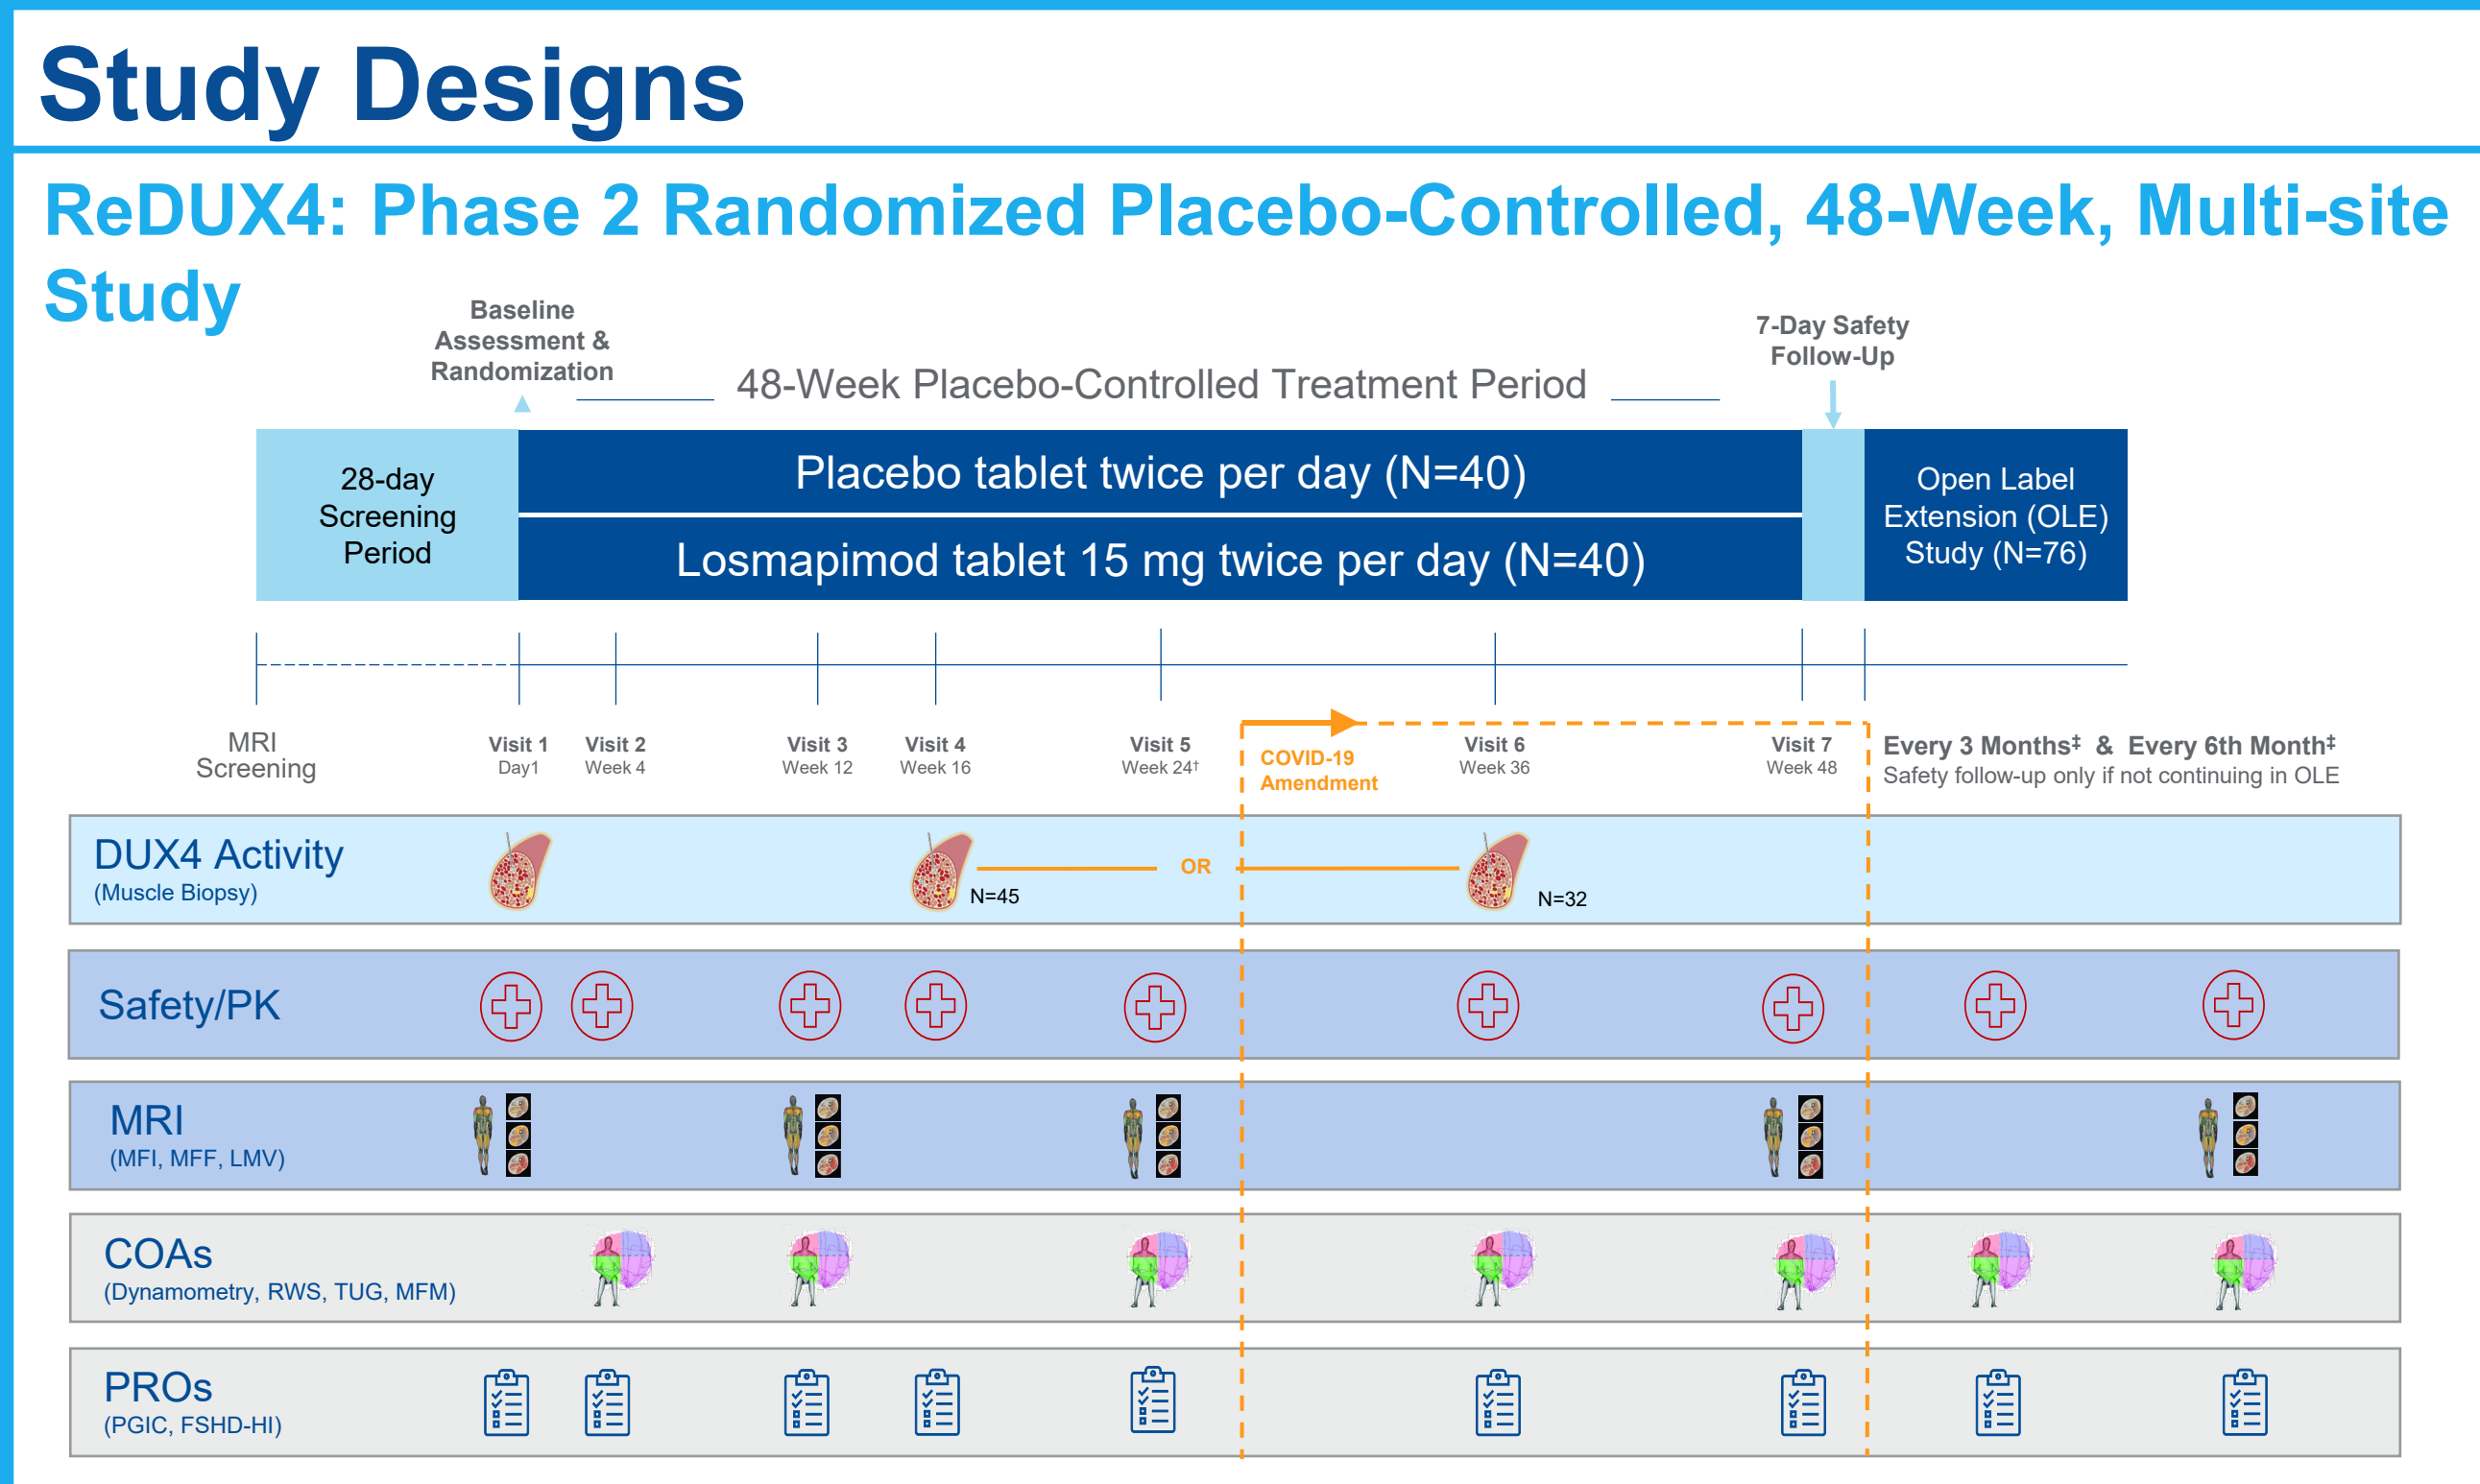 Study Designs
ReDUX4: Phase 2 Randomized Placebo-Controlled, 48-Week, Multi-site
Study
Baseline
Assessment &
Randomization
48-Week Placebo-Controlled Treatment Period
7-Day Safety
Follow-Up
28-day
Screening
Period
Placebo tablet twice per day (N=40)
Losmapimod tablet 15 mg twice per day (N=40)
Open Label
Extension (OLE)
Study (N=76)
MRI
Screening
Visit 1
Day1
Visit 2
Week 4
Visit 3
Week 12
Visit 4
Week 16
Visit 5
Week 24†
COVID-19
Amendment
Visit 6
Week 36
Visit 7
Week 48
Every 3 Months‡ & Every 6th Month‡
Safety follow-up only if not continuing in OLE
DUX4 Activity
(Muscle Biopsy)
N=45
OR
N=32
Safety/PK
MRI
(MFI, MFF, LMV)
COAs
(Dynamometry, RWS, TUG, MFM)
PROs
(PGIC, FSHD-HI)